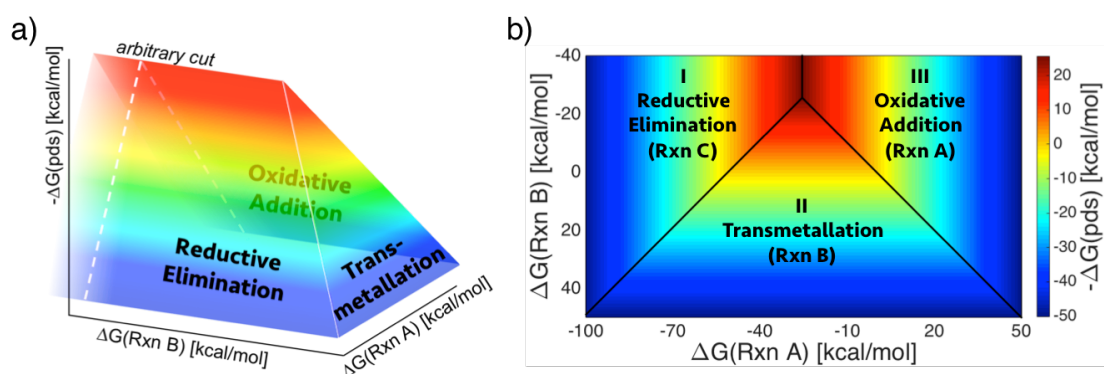 a)
arbitrary cut
-ΔG(pds) [kcal/mol]
Oxidative
Addition
Reductive
Elimination
Trans-
metallation
ΔG(Rxn B) [kcal/mol]
ΔG(Rxn A) [kcal/mol]
b)
-40
-20
0
20
40
ΔG(Rxn B) [kcal/mol]
I
Reductive
Elimination
(Rxn C)
III
Oxidative
Addition
(Rxn A)
II
Transmetallation
(Rxn B)
-100
-70
-40
-10
20
50
ΔG(Rxn A) [kcal/mol]
20
10
0
-10
-20
-30
-40
-50
-ΔG(pds) [kcal/mol]